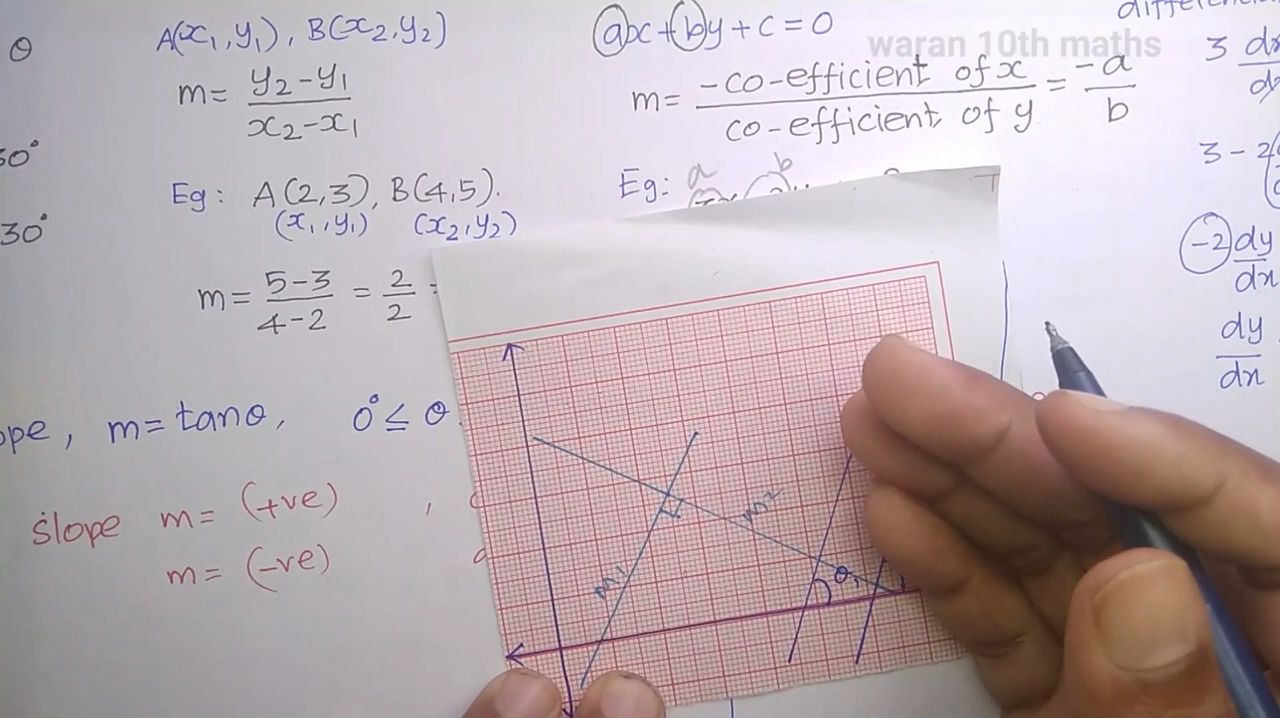 θ
A(x₁,y₁), B(x₂,y₂)
m= y₂-y₁ / x₂-x₁
ax+by+c=0
waran 10th maths
m= -co-efficient of x / co-efficient of y = -a / b
3 dx
3-2
30°
Eg: A(2,3), B(4,5).
(x₁,y₁) (x₂,y₂)
Eg: a b
30°
m= 5-3 / 4-2 = 2 / 2 =
-2 dy / dx
dy / dx
ope, m=tanθ, 0°≤θ
Slope m= (+ve) ,
m= (-ve)
m1
m2
θ₁